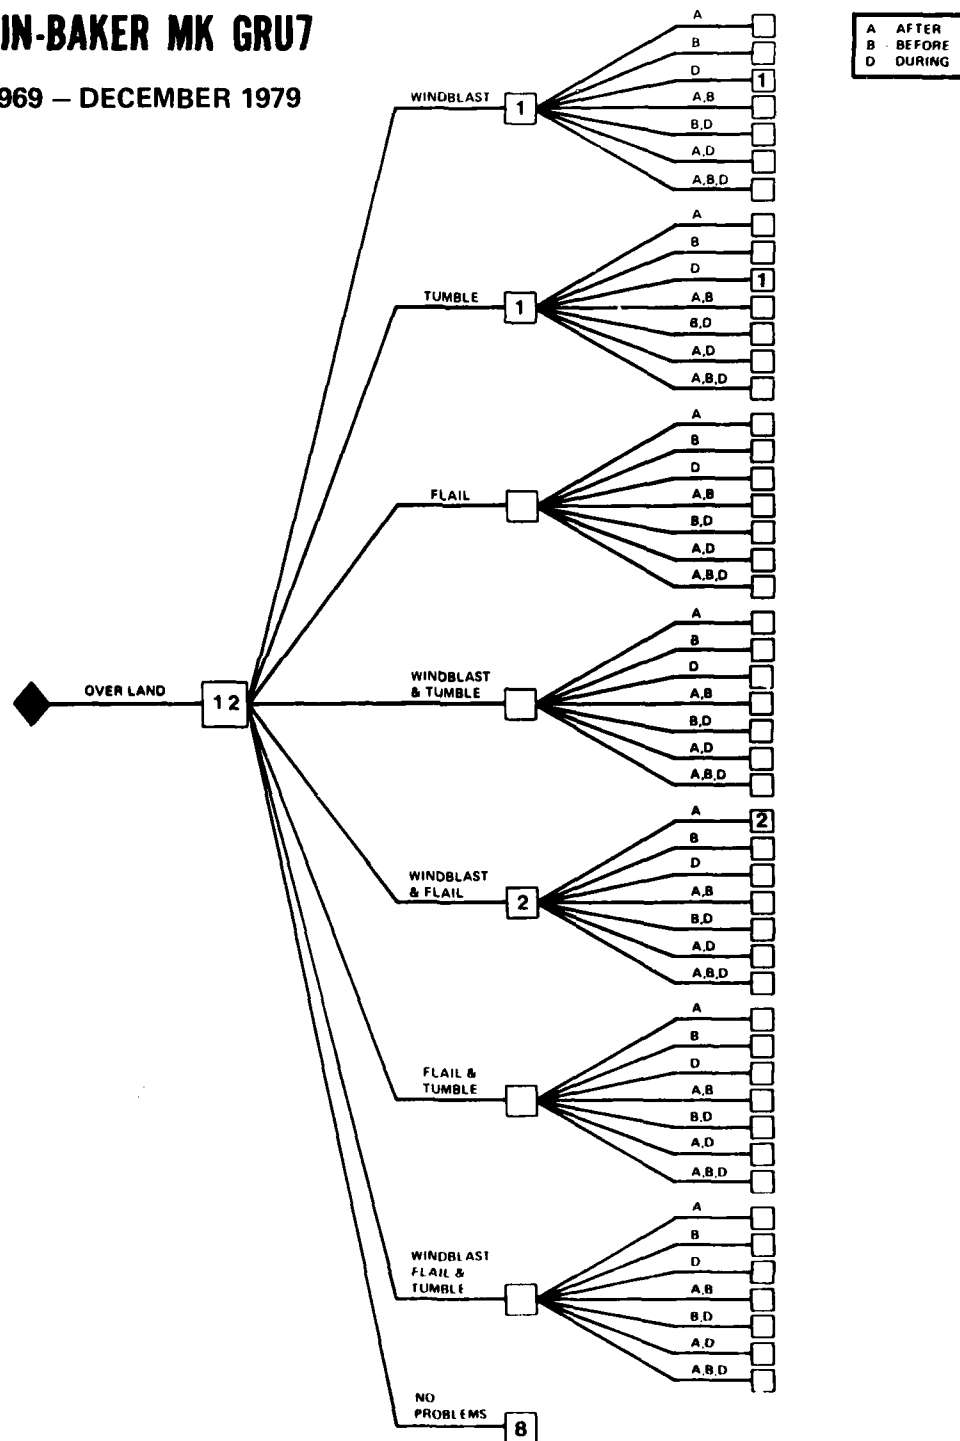 IN-BAKER MK GRU7
969 – DECEMBER 1979
A AFTER
B BEFORE
D DURING
WINDBLAST
1
A
B
D
1
A,B
B,D
A,D
A,B,D
TUMBLE
1
A
B
D
1
A,B
B,D
A,D
A,B,D
FLAIL
A
B
D
A,B
B,D
A,D
A,B,D
OVER LAND
12
WINDBLAST
& TUMBLE
A
B
D
A,B
B,D
A,D
A,B,D
WINDBLAST
& FLAIL
2
A
2
B
D
A,B
B,D
A,D
A,B,D
FLAIL &
TUMBLE
A
B
D
A,B
B,D
A,D
A,B,D
WINDBLAST
FLAIL &
TUMBLE
A
B
D
A,B
B,D
A,D
A,B,D
NO
PROBLEMS
8